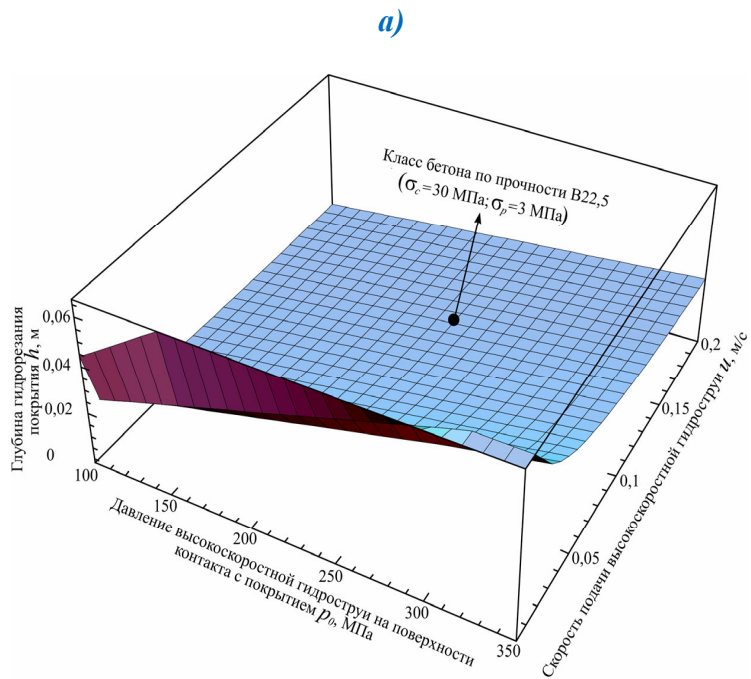 а)
Класс бетона по прочности В22,5
(σc=30 МПа; σp=3 МПа)
Глубина гидрорезания
покрытия h, м
0,06
0,04
0,02
0
100
150
200
250
300
350
Давление высокоскоростной гидроструи на поверхности
контакта с покрытием p0, МПа
0,2
0,15
0,1
0,05
Скорость подачи высокоскоростной гидроструи u, м/с